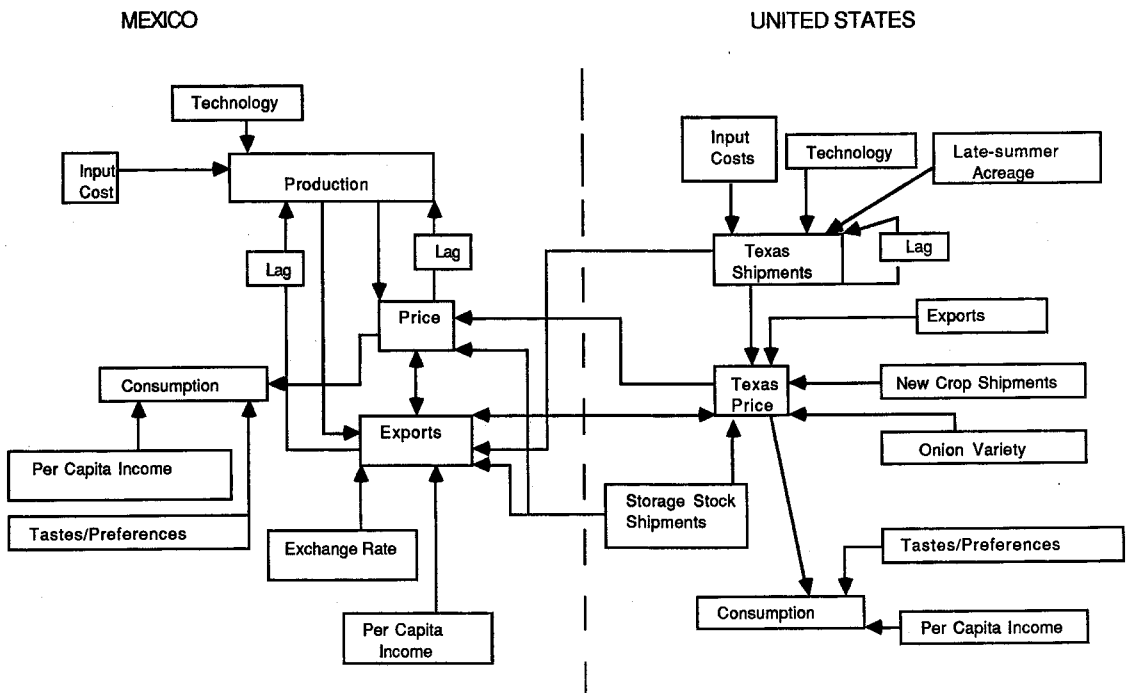 MEXICO
UNITED STATES
Technology
Input
Cost
Production
Lag
Lag
Price
Consumption
Exports
Per Capita Income
Tastes/Preferences
Exchange Rate
Per Capita
Income
Input
Costs
Technology
Late-summer
Acreage
Texas
Shipments
Lag
Exports
Texas
Price
New Crop Shipments
Onion Variety
Storage Stock
Shipments
Tastes/Preferences
Consumption
Per Capita Income